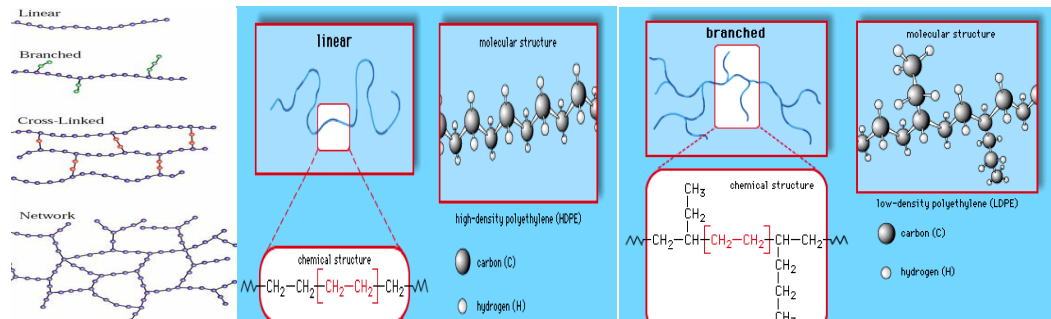 Linear
Branched
Cross-Linked
Network
linear
molecular structure
high-density polyethylene (HDPE)
carbon (C)
hydrogen (H)
chemical structure
CH₂—CH₂—[CH₂—CH₂]—CH₂
branched
molecular structure
low-density polyethylene (LDPE)
carbon (C)
hydrogen (H)
chemical structure
CH₃
CH₂
—CH₂—CH—[CH₂—CH₂]—CH—CH₂—
CH₂
CH₂
CH₂
CH₃